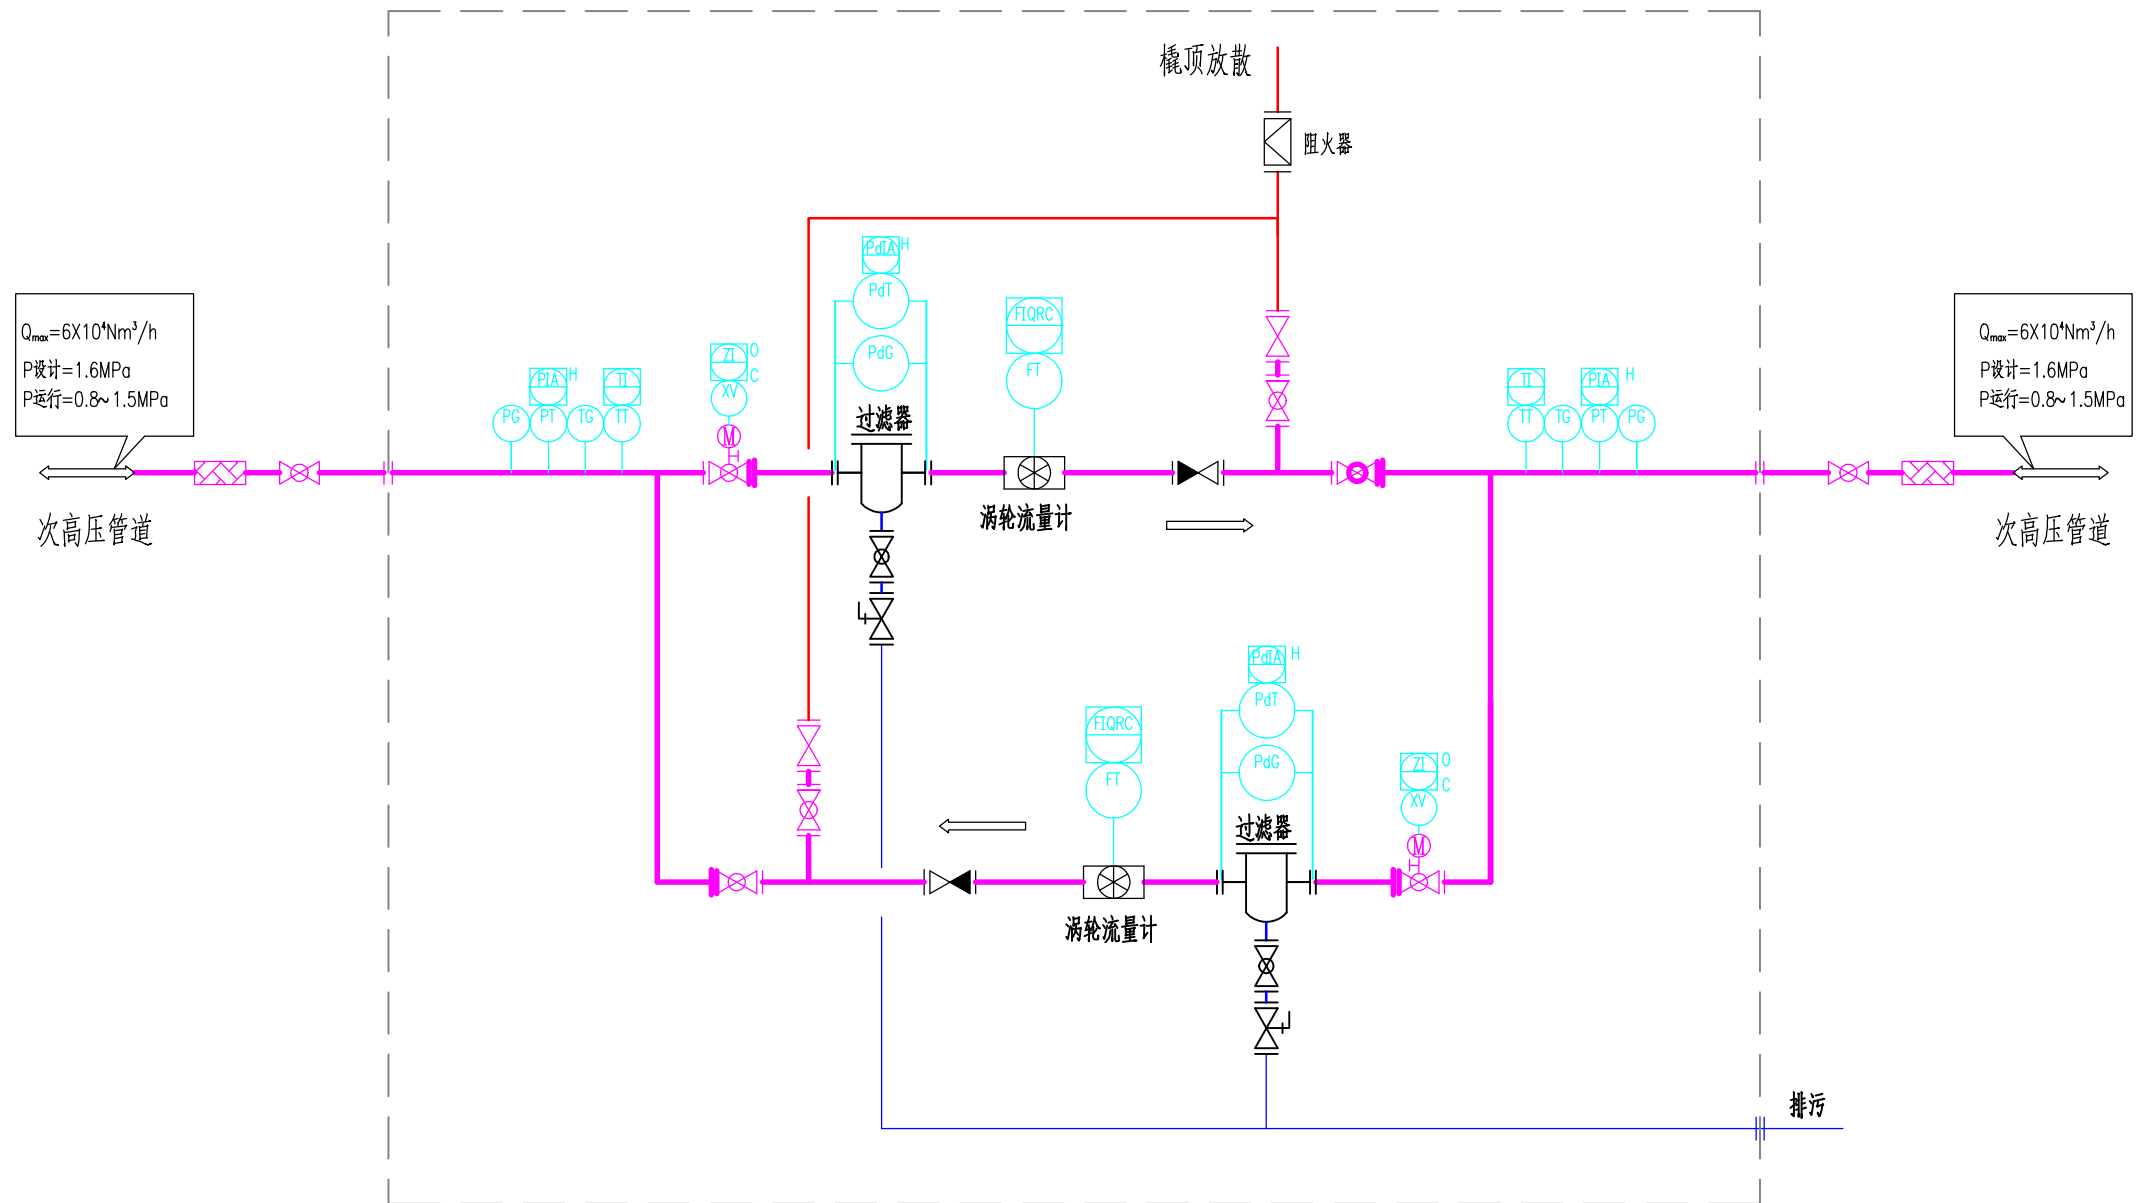 橇顶放散
阻火器
PdIA H
PdT
PdG
过滤器
FIQRC
FT
涡轮流量计
Qmax=6X10⁴Nm³/h
P设计=1.6MPa
P运行=0.8~1.5MPa
次高压管道
PG
PIA H
PT
TG
TI
TT
ZI O
C
XV
M
TI
TT
TG
PIA H
PT
PG
Qmax=6X10⁴Nm³/h
P设计=1.6MPa
P运行=0.8~1.5MPa
次高压管道
PdIA H
PdT
PdG
过滤器
FIQRC
FT
涡轮流量计
ZI O
C
XV
M
排污